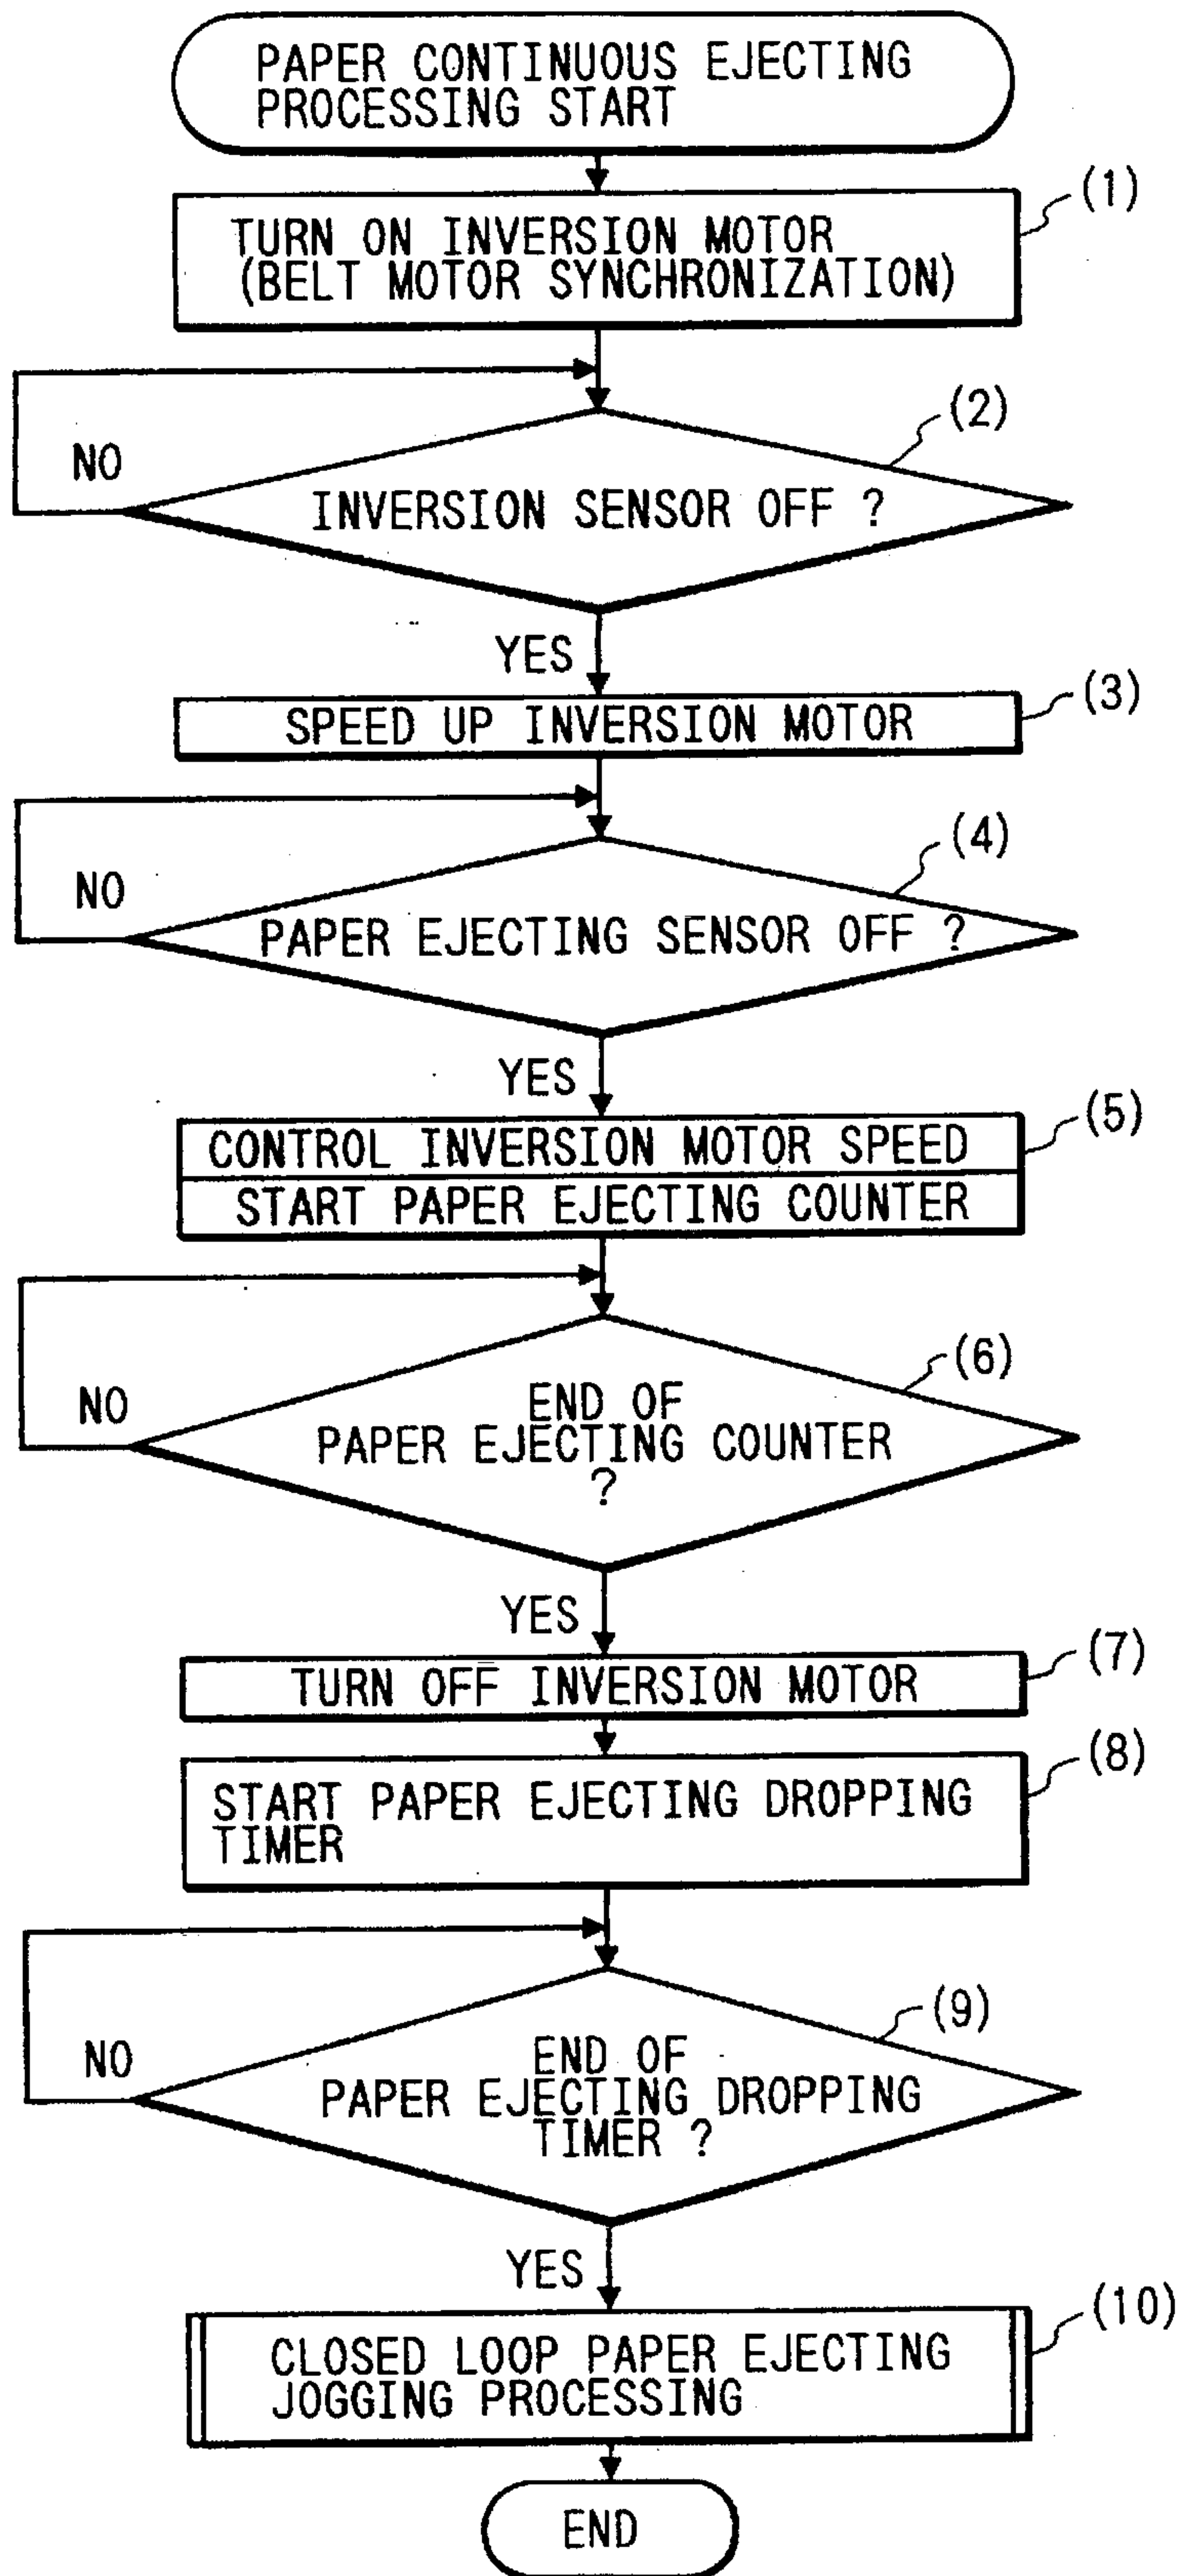 PAPER CONTINUOUS EJECTING
PROCESSING START
(1)
TURN ON INVERSION MOTOR
(BELT MOTOR SYNCHRONIZATION)
(2)
NO
INVERSION SENSOR OFF ?
YES
(3)
SPEED UP INVERSION MOTOR
(4)
NO
PAPER EJECTING SENSOR OFF ?
YES
(5)
CONTROL INVERSION MOTOR SPEED
START PAPER EJECTING COUNTER
(6)
NO
END OF
PAPER EJECTING COUNTER
?
YES
(7)
TURN OFF INVERSION MOTOR
(8)
START PAPER EJECTING DROPPING
TIMER
(9)
NO
END OF
PAPER EJECTING DROPPING
TIMER ?
YES
(10)
CLOSED LOOP PAPER EJECTING
JOGGING PROCESSING
END